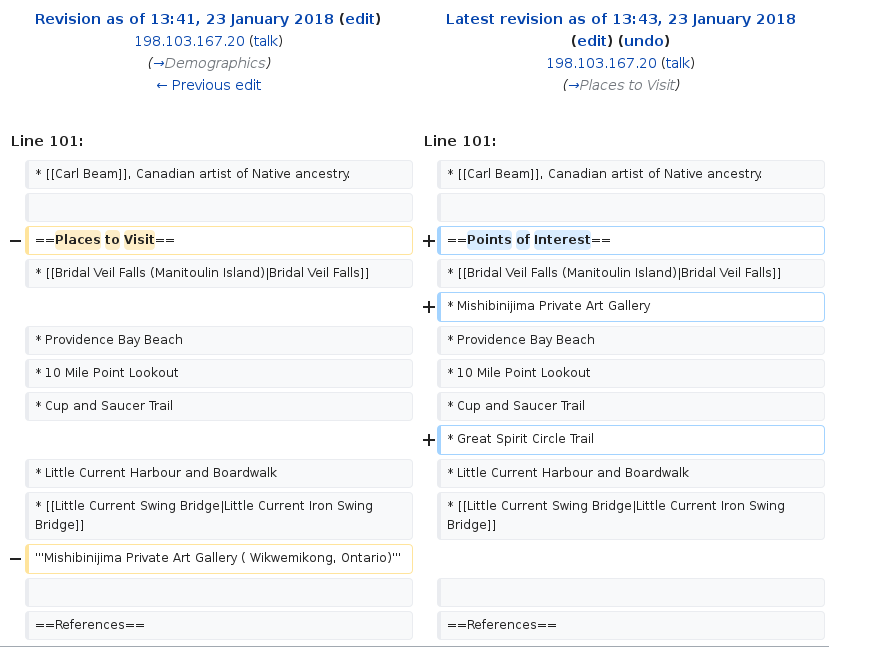 Revision as of 13:41, 23 January 2018 (edit)
198.103.167.20 (talk)
(→Demographics)
← Previous edit
Latest revision as of 13:43, 23 January 2018
(edit) (undo)
198.103.167.20 (talk)
(→Places to Visit)
Line 101:
Line 101:
* [[Carl Beam]], Canadian artist of Native ancestry.
* [[Carl Beam]], Canadian artist of Native ancestry.
− ==Places to Visit==
+ ==Points of Interest==
* [[Bridal Veil Falls (Manitoulin Island)|Bridal Veil Falls]]
* [[Bridal Veil Falls (Manitoulin Island)|Bridal Veil Falls]]
+ * Mishibinijima Private Art Gallery
* Providence Bay Beach
* Providence Bay Beach
* 10 Mile Point Lookout
* 10 Mile Point Lookout
* Cup and Saucer Trail
* Cup and Saucer Trail
+ * Great Spirit Circle Trail
* Little Current Harbour and Boardwalk
* Little Current Harbour and Boardwalk
* [[Little Current Swing Bridge|Little Current Iron Swing
Bridge]]
* [[Little Current Swing Bridge|Little Current Iron Swing
Bridge]]
− '''Mishibinijima Private Art Gallery ( Wikwemikong, Ontario)'''
==References==
==References==